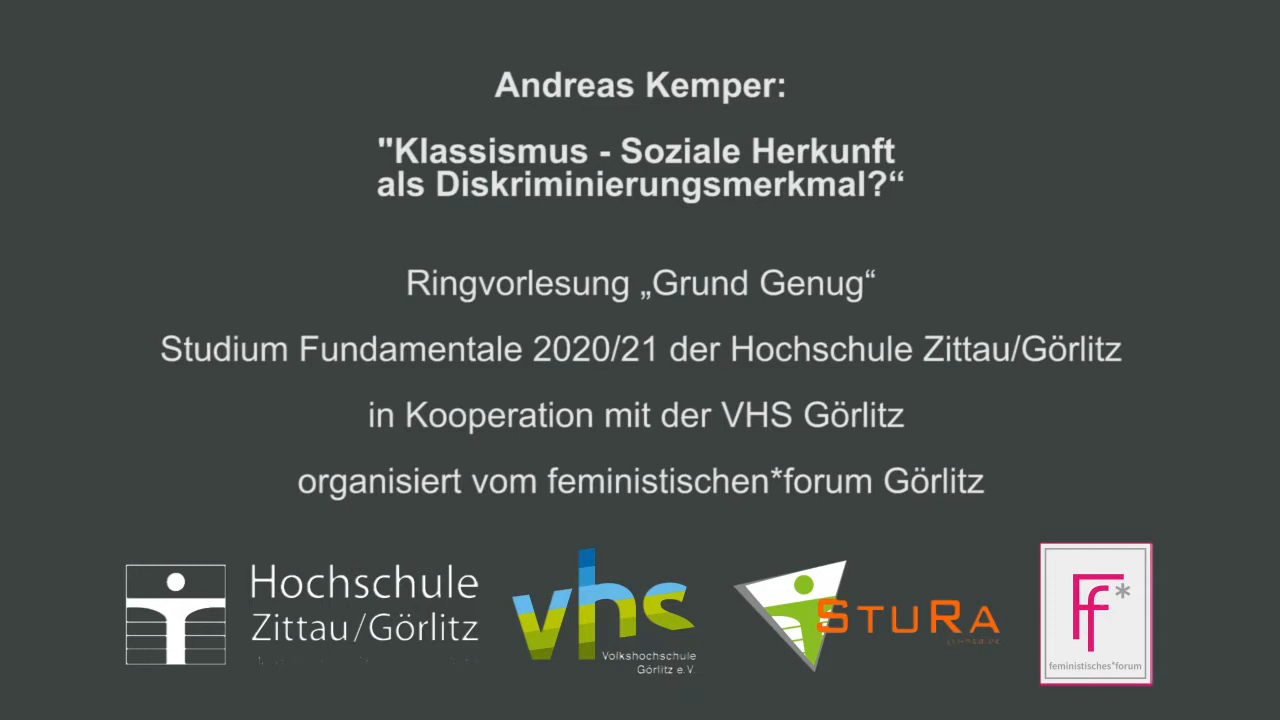 Andreas Kemper:
"Klassismus - Soziale Herkunft
als Diskriminierungsmerkmal?“
Ringvorlesung „Grund Genug“
Studium Fundamentale 2020/21 der Hochschule Zittau/Görlitz
in Kooperation mit der VHS Görlitz
organisiert vom feministischen*forum Görlitz
Hochschule
Zittau/Görlitz
vhs
Volkshochschule
Görlitz e.V.
STURA
FF*
feministisches*forum